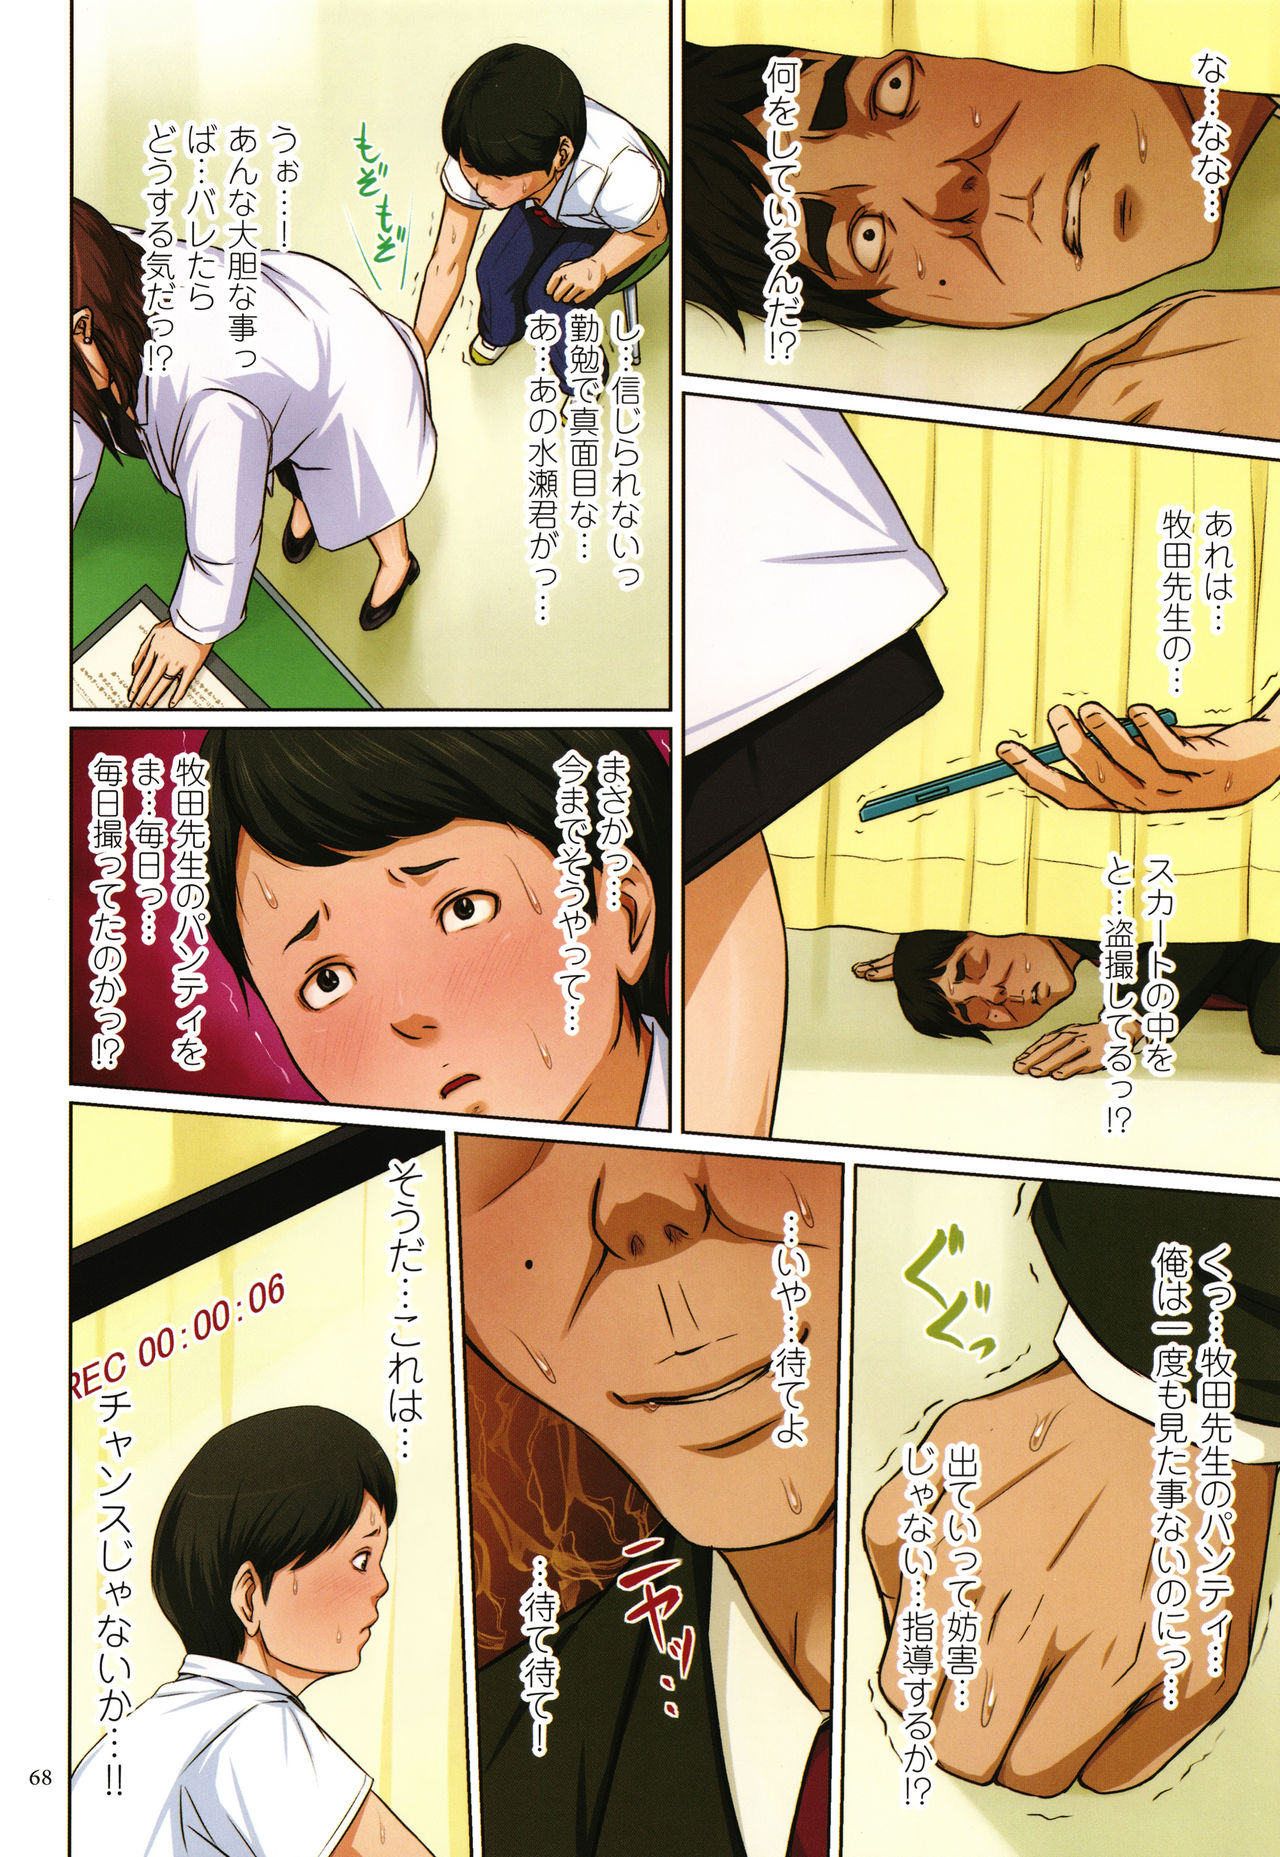 な…なな…
何をしているんだ!?
し…信じられないっ
勤勉で真面目な…
あ…あの水瀬君がっ…
もぞもぞ
うぉ…!
あんな大胆な事っ
ば…バレたら
どうする気だっ!?
あれは…
牧田先生の…
スカートの中を
と…盗撮してるっ!?
まさかっ…
今までそうやって…
牧田先生のパンティを
ま…毎日っ…
毎日撮ってたのかっ!?
くっ…牧田先生のパンティ…
俺は一度も見た事ないのにっ…
ぐぐっ
出ていって妨害…
じゃない…指導するか!?
…いや…待てよ
ニヤッ…
…待て待て!
そうだ…これは…
REC 00:00:06
チャンスじゃないか…!!
68